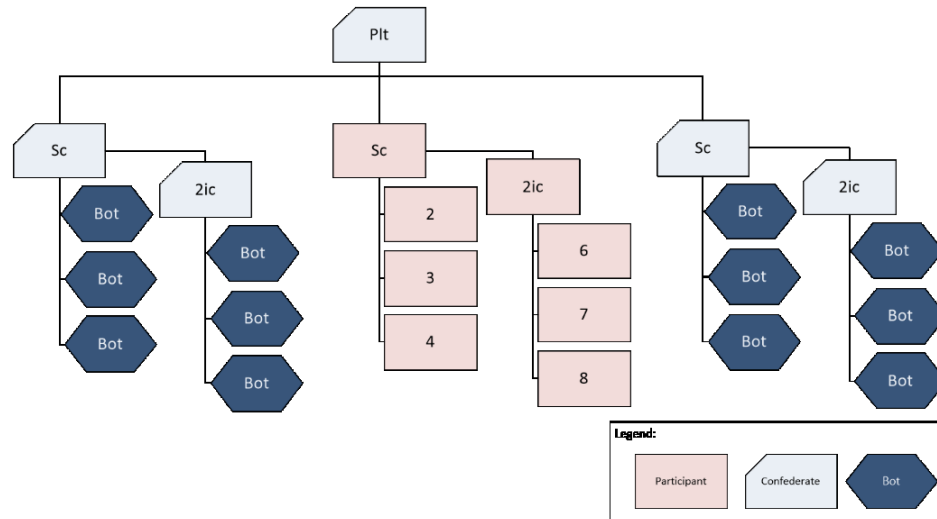 Plt
Sc
2ic
Bot
Bot
Bot
Bot
Bot
Bot
Sc
2ic
2
3
4
6
7
8
Sc
2ic
Bot
Bot
Bot
Bot
Bot
Bot
Legend:
Participant
Confederate
Bot